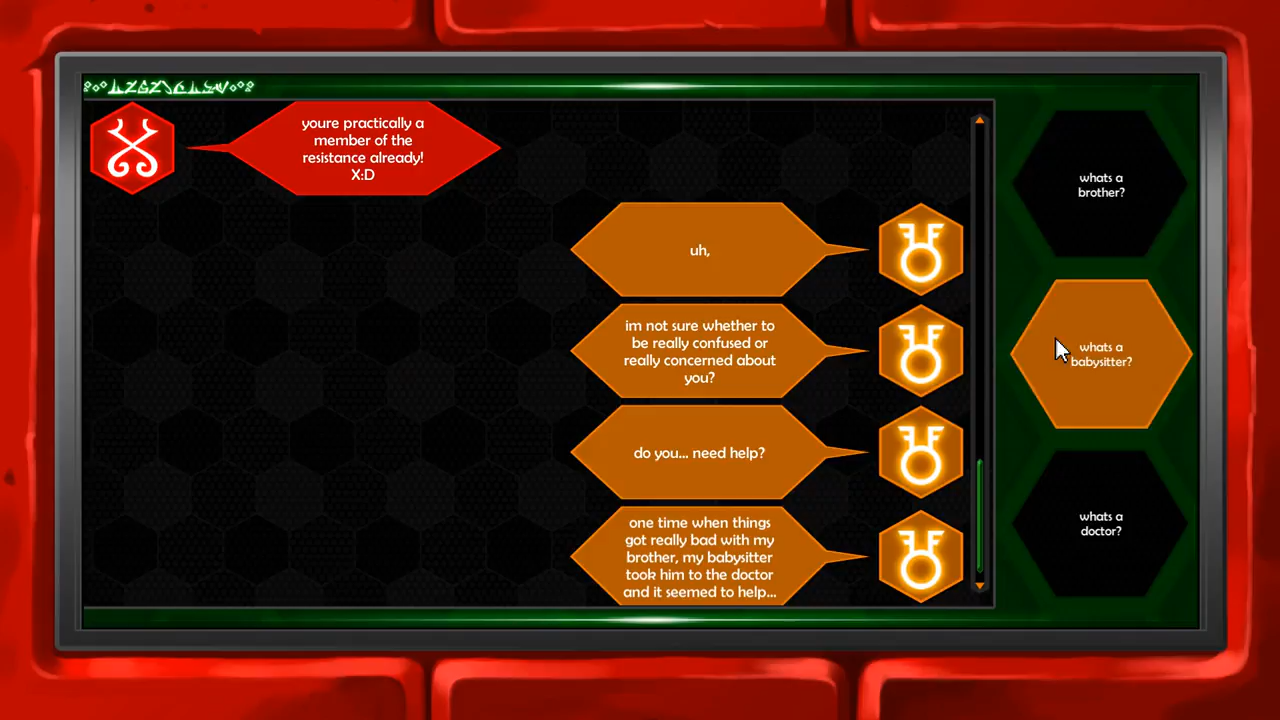 youre practically a
member of the
resistance already!
X:D
uh,
im not sure whether to
be really confused or
really concerned about
you?
do you... need help?
one time when things
got really bad with my
brother, my babysitter
took him to the doctor
and it seemed to help...
whats a
brother?
whats a
babysitter?
whats a
doctor?